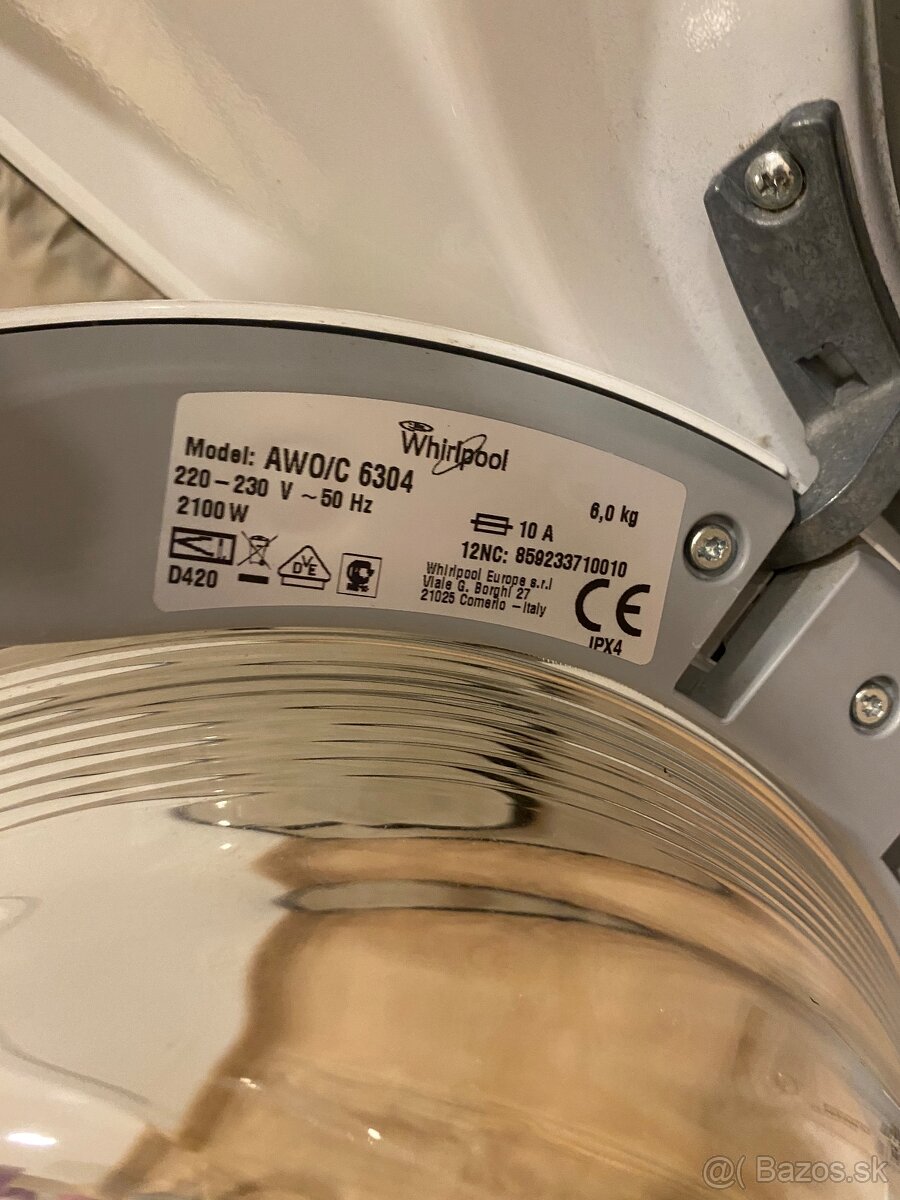 Whirlpool
Model: AWO/C 6304
220-230 V ~ 50 Hz
2100 W
6,0 kg
10 A
12NC: 859233710010
Whirlpool Europe s.r.l
Viale G. Borghi 27
21025 Comerio - Italy
D420
DVE
CE
IPX4
@( Bazos.sk